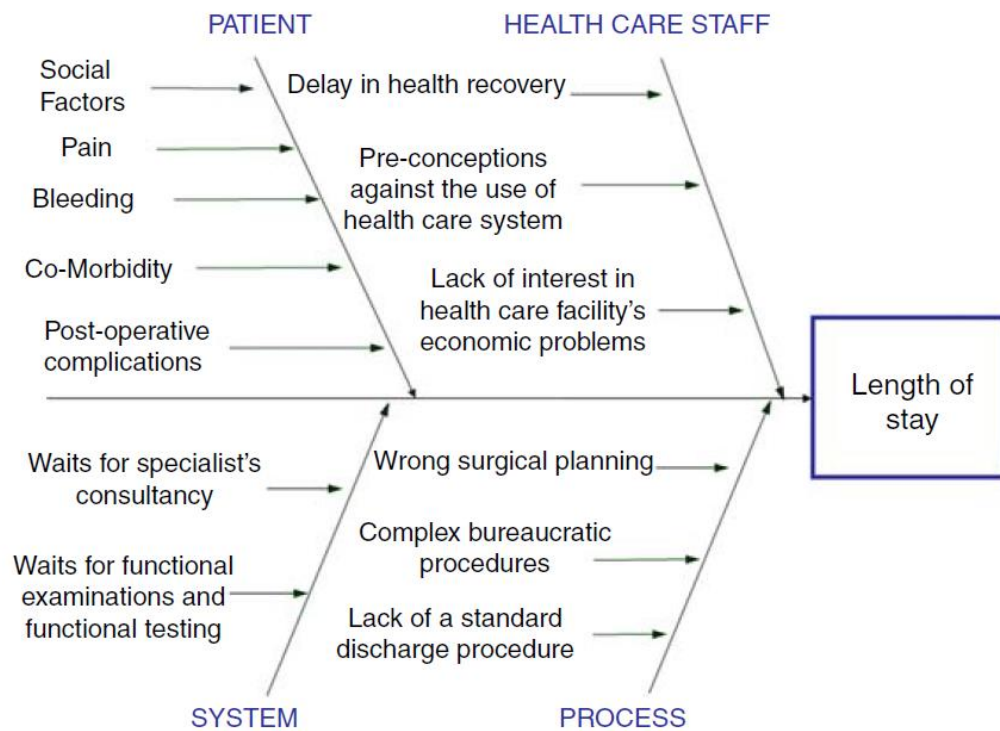 PATIENT
HEALTH CARE STAFF
Social
Factors
Pain
Bleeding
Co-Morbidity
Post-operative
complications
Delay in health recovery
Pre-conceptions
against the use of
health care system
Lack of interest in
health care facility’s
economic problems
Length of
stay
Waits for specialist’s
consultancy
Waits for functional
examinations and
functional testing
Wrong surgical planning
Complex bureaucratic
procedures
Lack of a standard
discharge procedure
SYSTEM
PROCESS